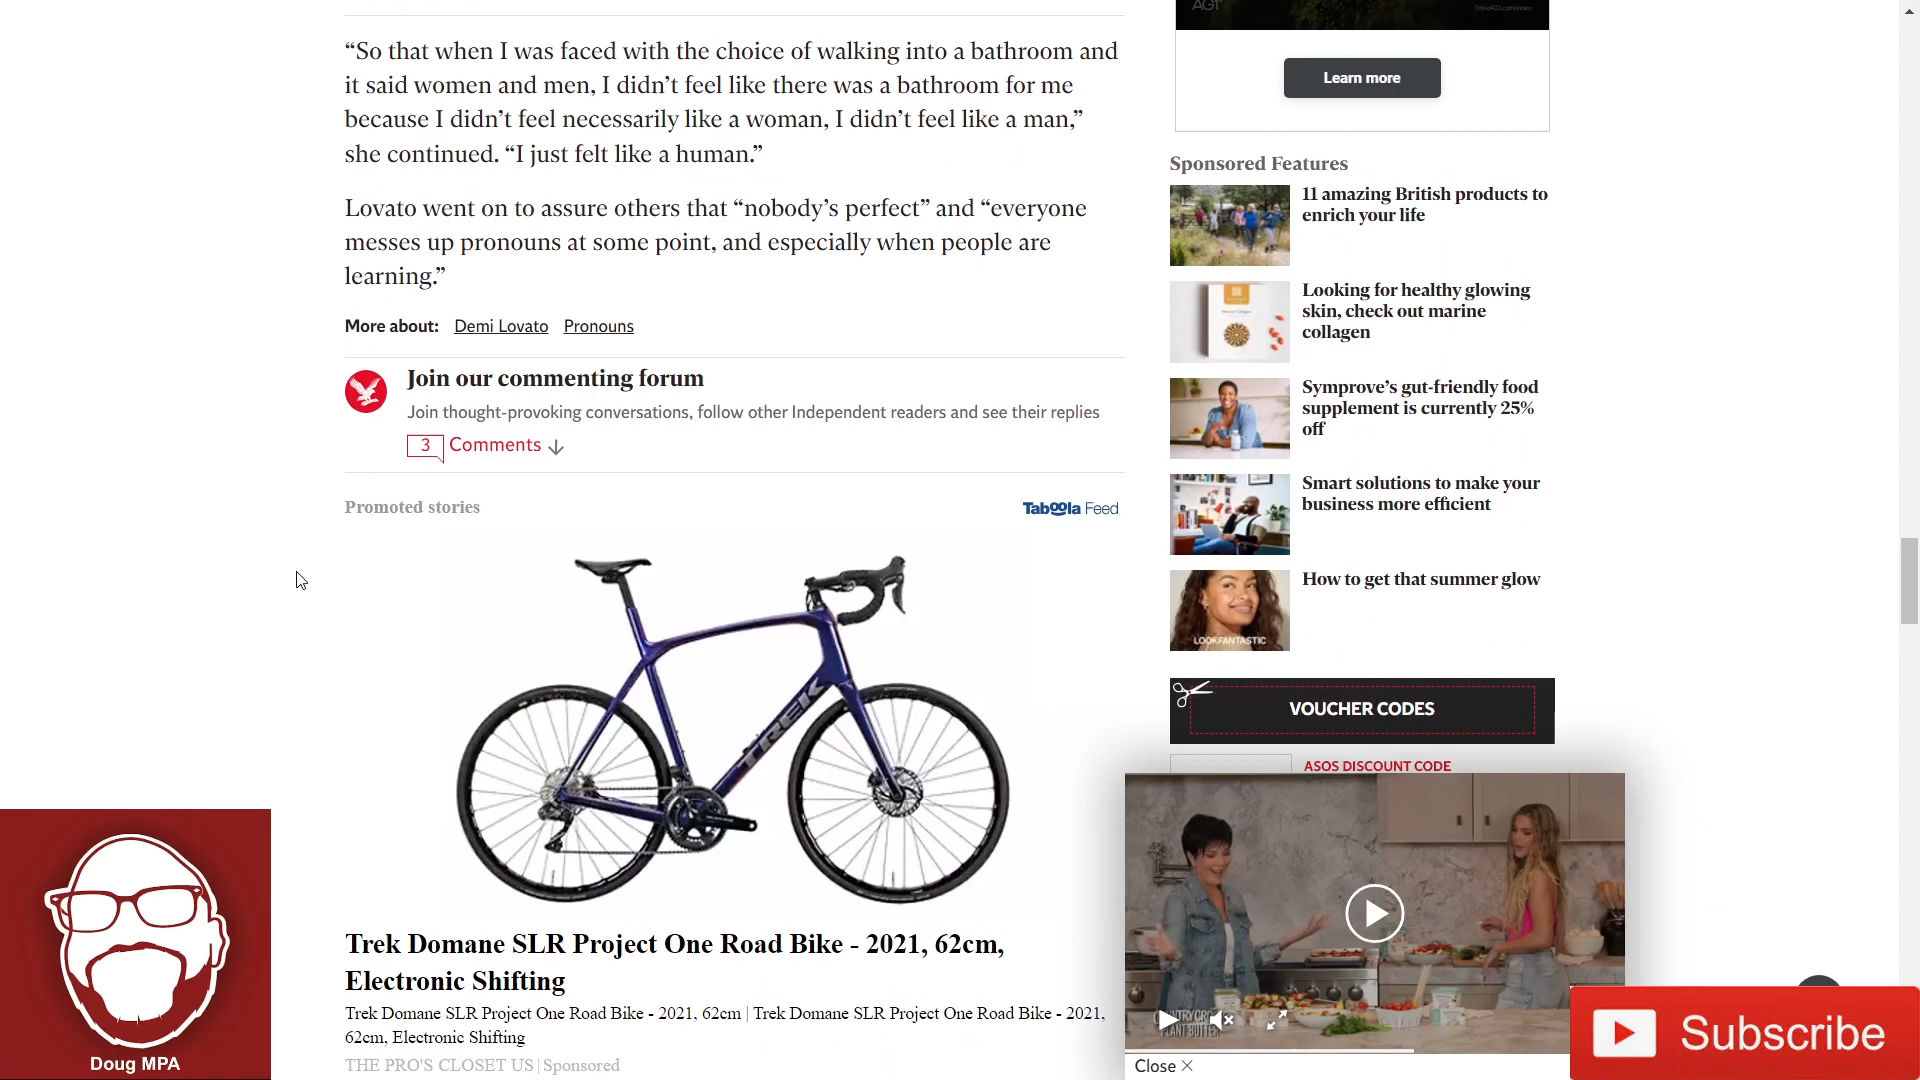 AG1
DrinkAG1.com/video
“So that when I was faced with the choice of walking into a bathroom and
it said women and men, I didn’t feel like there was a bathroom for me
because I didn’t feel necessarily like a woman, I didn’t feel like a man,”
she continued. “I just felt like a human.”
Lovato went on to assure others that “nobody’s perfect” and “everyone
messes up pronouns at some point, and especially when people are
learning.”
More about: Demi Lovato Pronouns
Join our commenting forum
Join thought-provoking conversations, follow other Independent readers and see their replies
3 Comments
Promoted stories
Taboola Feed
TREK
Trek Domane SLR Project One Road Bike - 2021, 62cm,
Electronic Shifting
Trek Domane SLR Project One Road Bike - 2021, 62cm | Trek Domane SLR Project One Road Bike - 2021,
62cm, Electronic Shifting
THE PRO'S CLOSET US | Sponsored
Learn more
Sponsored Features
11 amazing British products to
enrich your life
Looking for healthy glowing
skin, check out marine
collagen
Symprove’s gut-friendly food
supplement is currently 25%
off
Smart solutions to make your
business more efficient
How to get that summer glow
LOOKFANTASTIC
VOUCHER CODES
ASOS DISCOUNT CODE
PLANT BUTTER
Close
Doug MPA
Subscribe